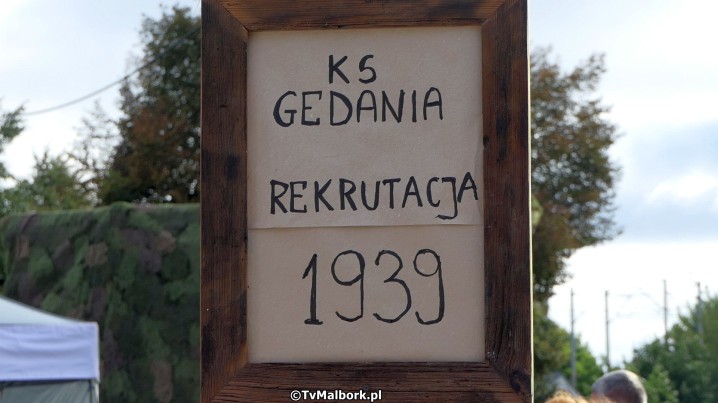 KS
GEDANIA
REKRUTACJA
1939
©TvMalbork.pl